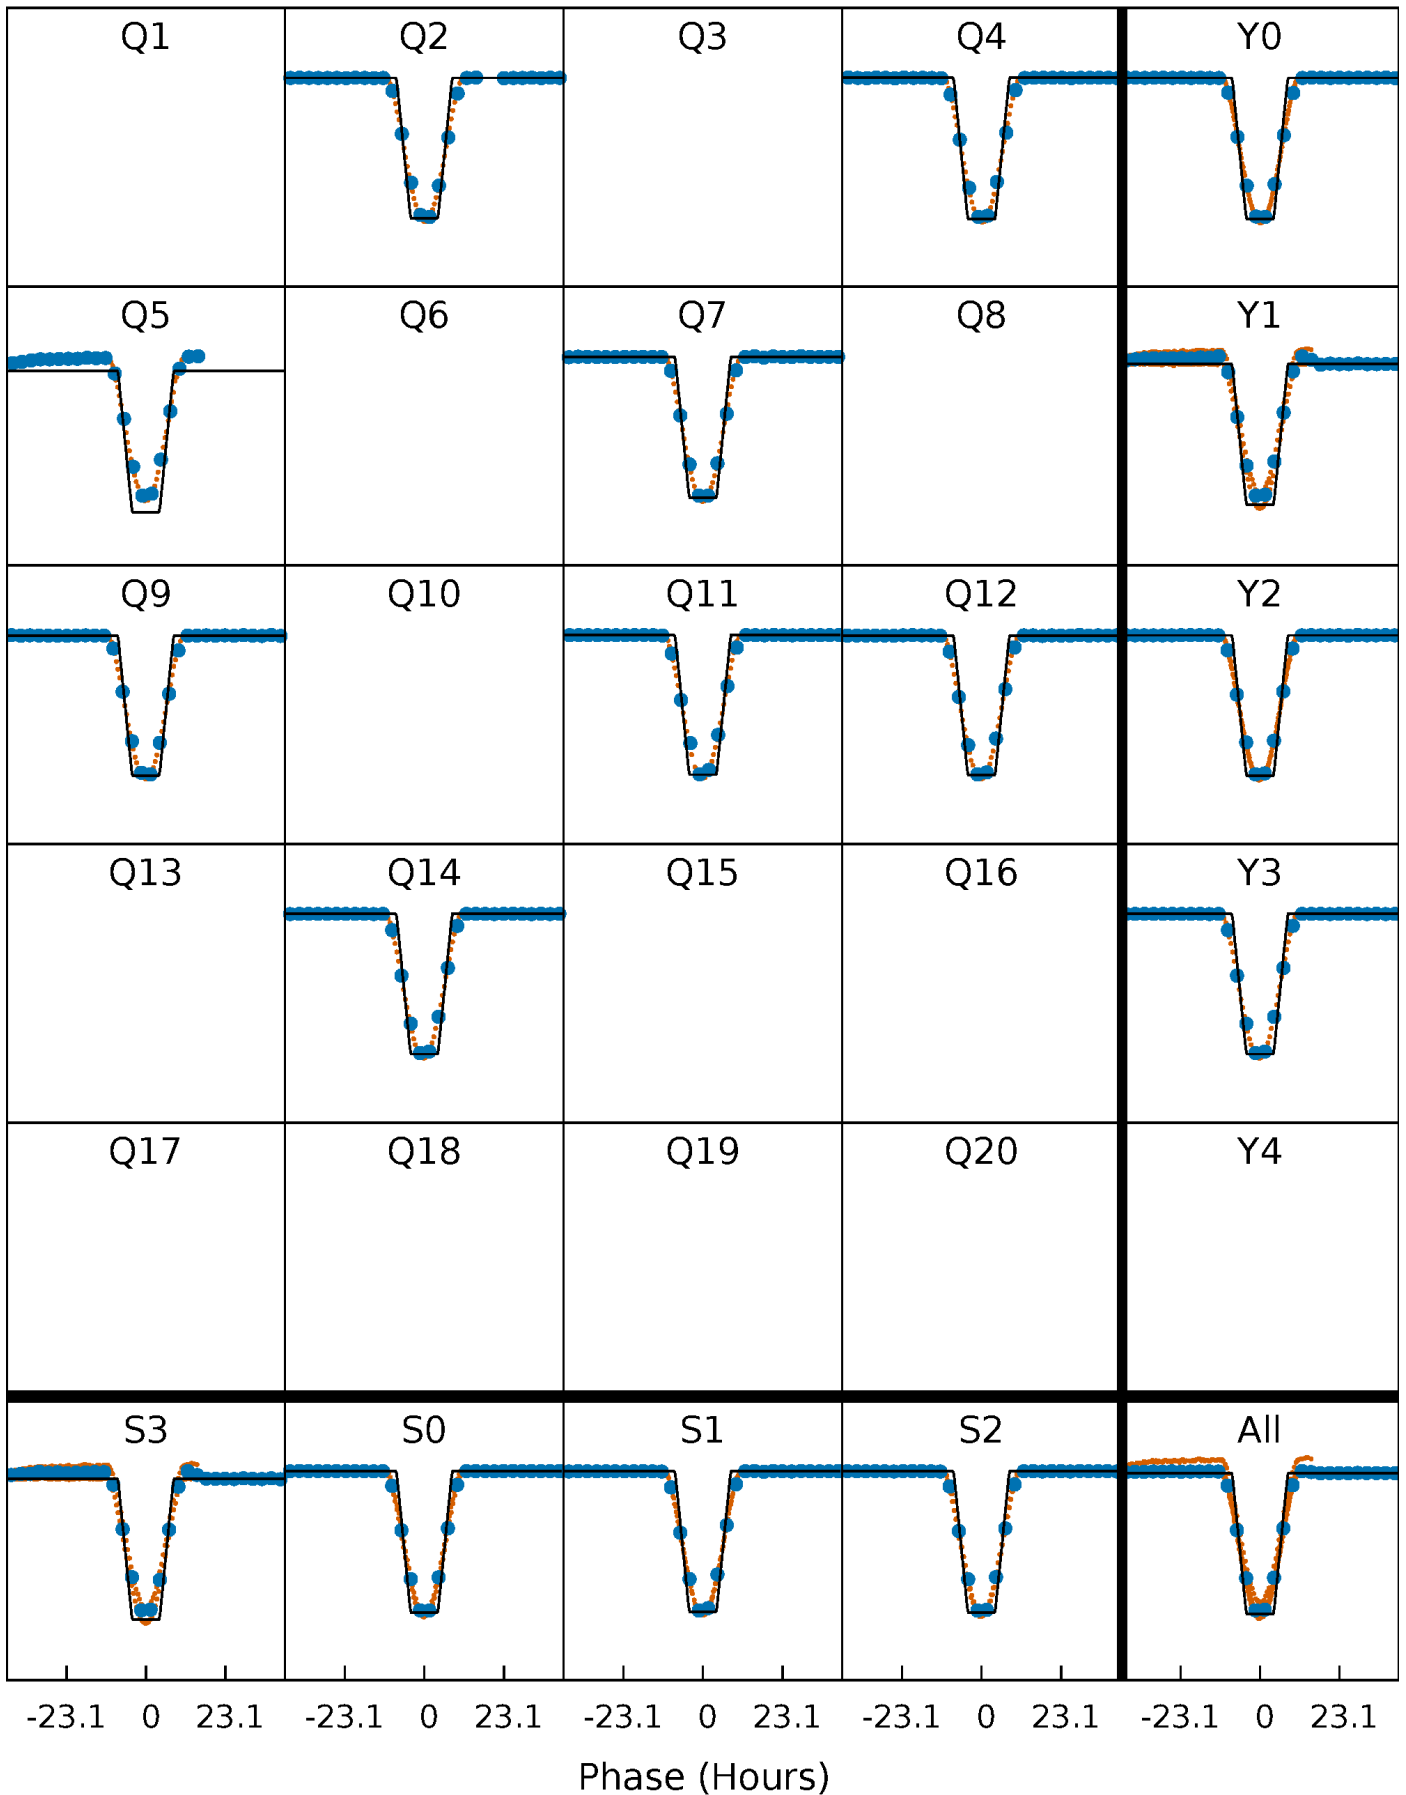 Q1 Q2 Q3 Q4 Y0
Q5 Q6 Q7 Q8 Y1
Q9 Q10 Q11 Q12 Y2
Q13 Q14 Q15 Q16 Y3
Q17 Q18 Q19 Q20 Y4
S3 S0 S1 S2 All
-23.1 0 23.1 -23.1 0 23.1 -23.1 0 23.1 -23.1 0 23.1 -23.1 0 23.1
Phase (Hours)